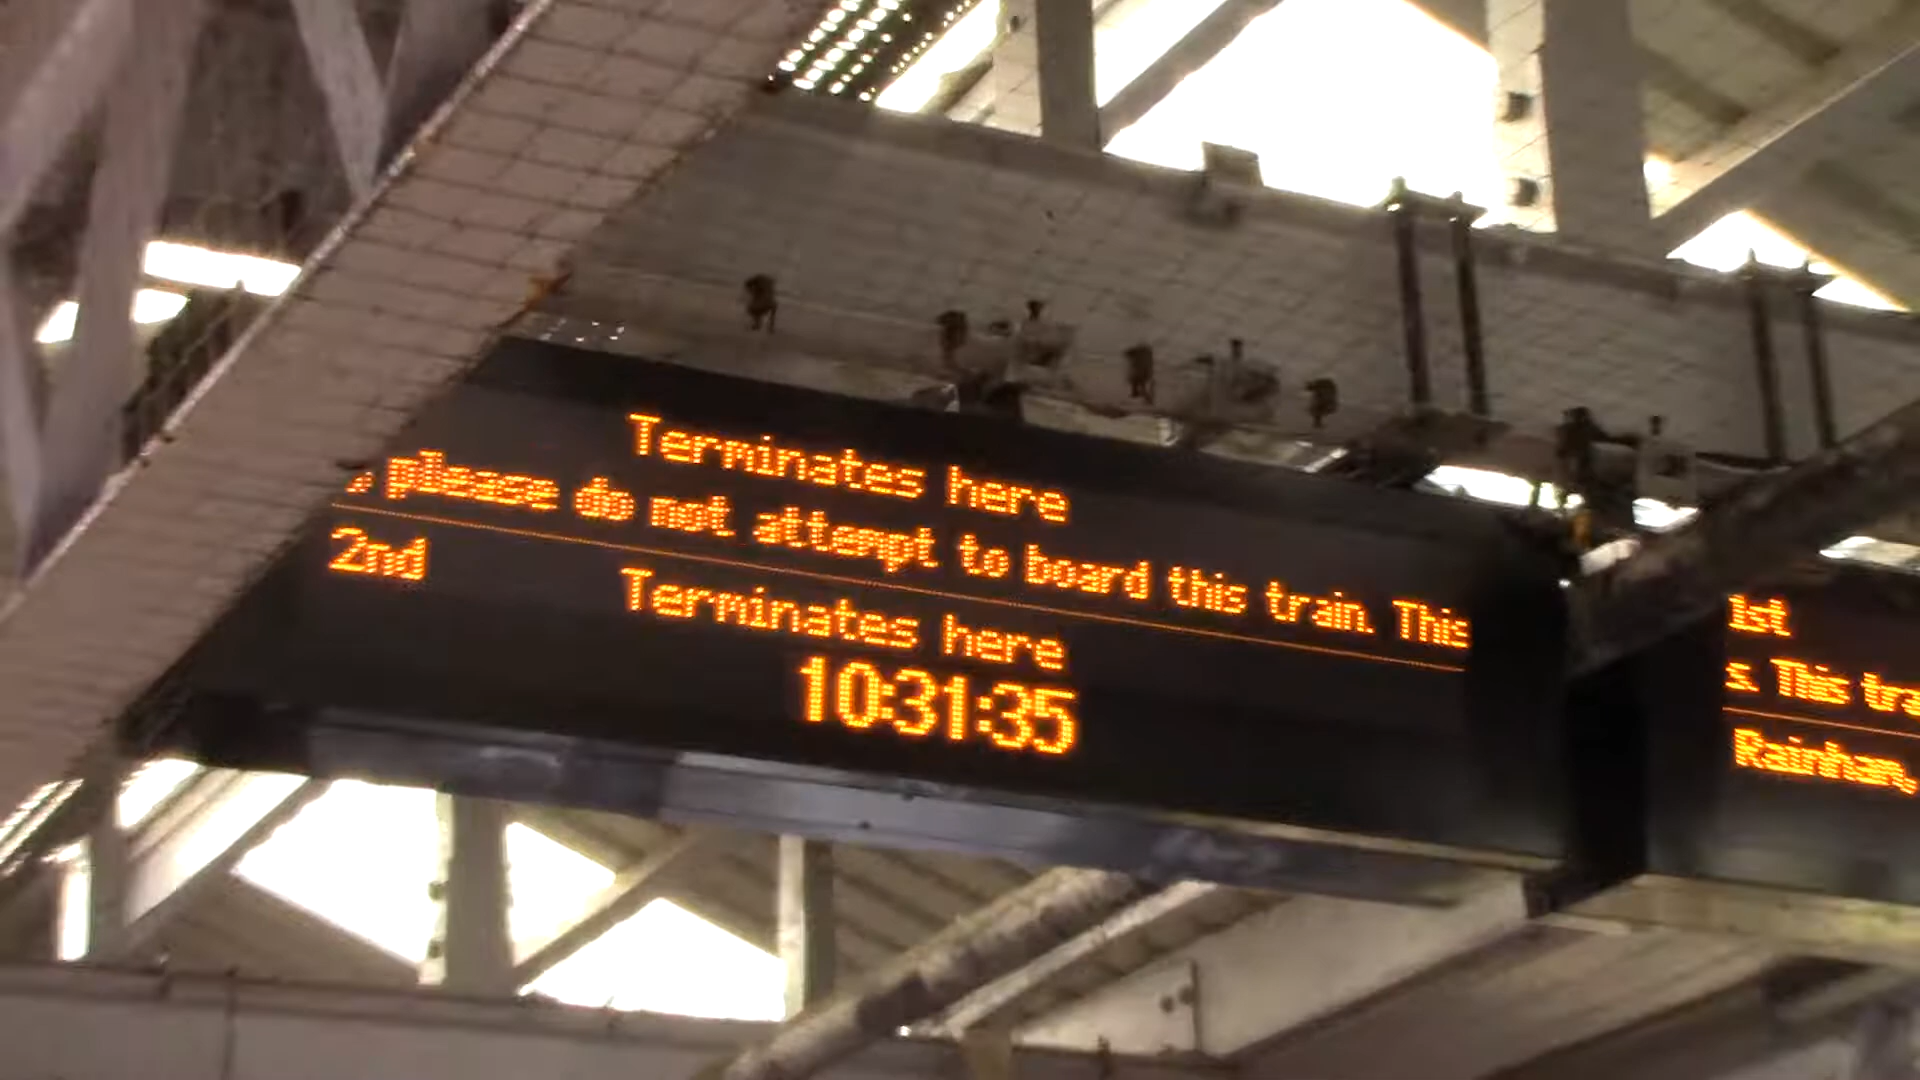 Terminates here
, please do not attempt to board this train. This
2nd
Terminates here
10:31:35
1st
s. This tra
Rainham,